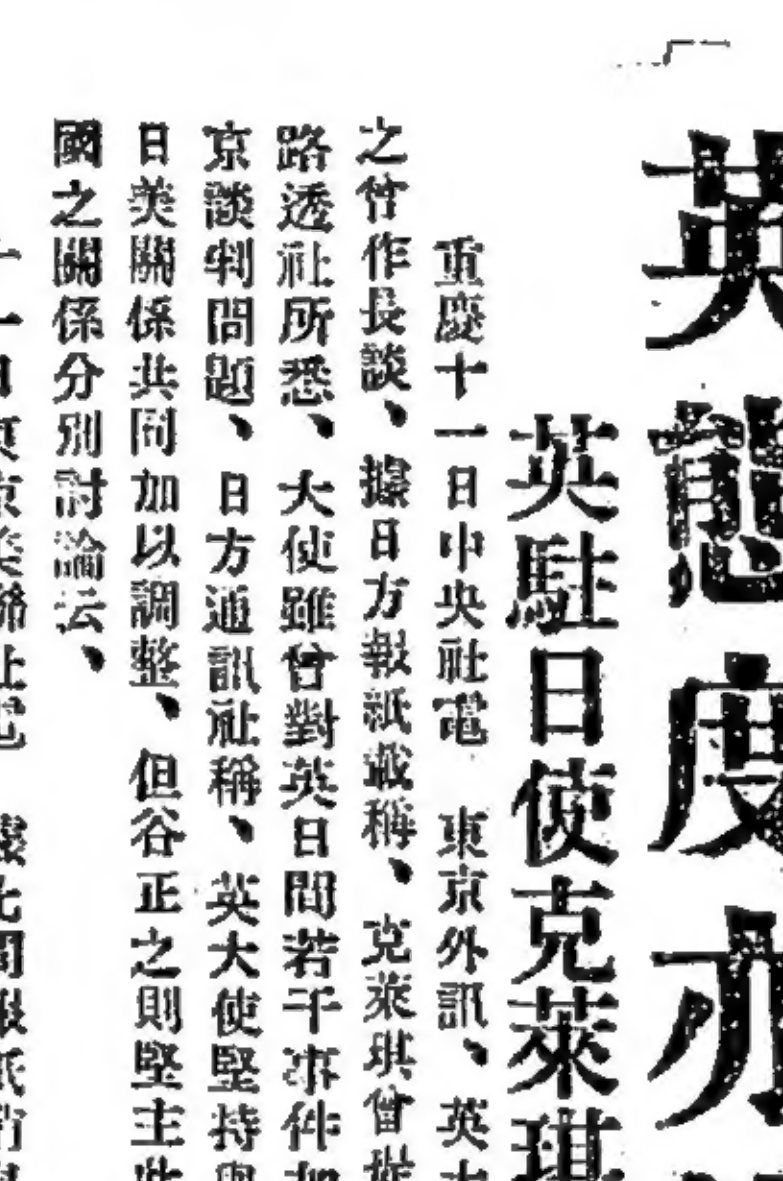 英態度亦
英駐日使克萊琪
重慶十一日中央社電　東京外訊、英
之曾作長談、據日方報紙載稱、克萊琪曾
路透社所悉、大使雖曾對英日間若干事件
京談判問題、日方通訊社稱、英大使堅持與
日美關係共同加以調整、但谷正之則堅主
國之關係分別討論云、